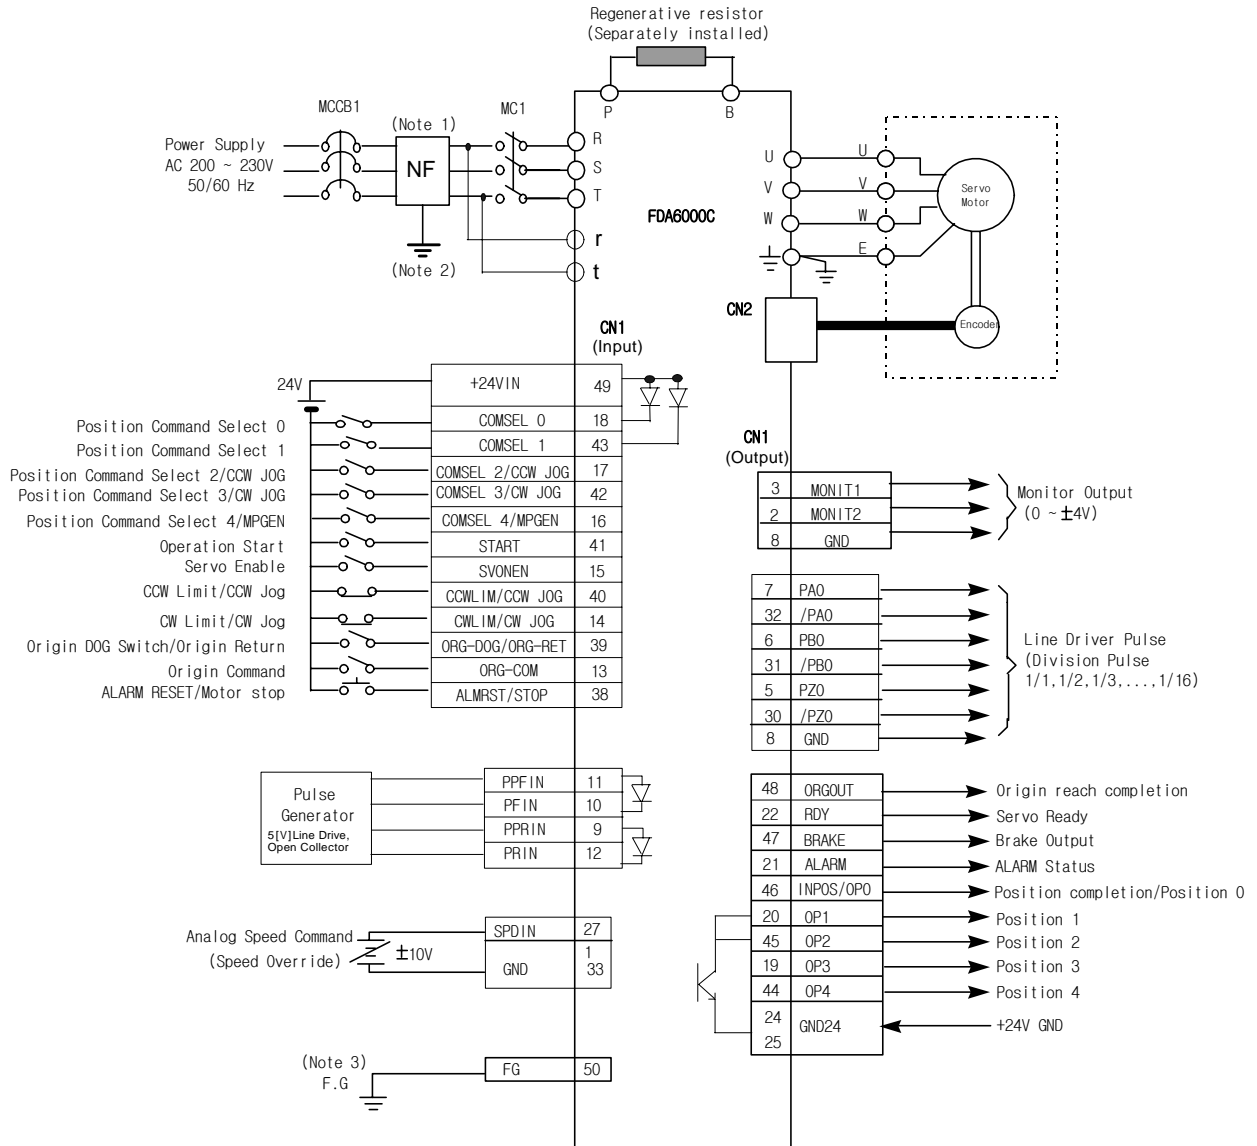 Regenerative resistor
(Separately installed)
P
B
MCCB1
(Note 1)
MC1
Power Supply
AC 200 ~ 230V
50/60 Hz
NF
R
S
T
(Note 2)
r
t
FDA6000C
U
V
W
U
V
W
E
Servo
Motor
CN2
Encoder
CN1
(Input)
24V
+24VIN 49
Position Command Select 0 COMSEL 0 18
Position Command Select 1 COMSEL 1 43
Position Command Select 2/CCW JOG COMSEL 2/CCW JOG 17
Position Command Select 3/CW JOG COMSEL 3/CW JOG 42
Position Command Select 4/MPGEN COMSEL 4/MPGEN 16
Operation Start START 41
Servo Enable SVONEN 15
CCW Limit/CCW Jog CCWLIM/CCW JOG 40
CW Limit/CW Jog CWLIM/CW JOG 14
Origin DOG Switch/Origin Return ORG-DOG/ORG-RET 39
Origin Command ORG-COM 13
ALARM RESET/Motor stop ALMRST/STOP 38
Pulse
Generator
5[V]Line Drive,
Open Collector
PPFIN 11
PFIN 10
PPRIN 9
PRIN 12
Analog Speed Command
(Speed Override)
±10V
SPDIN 27
GND 1
33
(Note 3)
F.G
FG 50
CN1
(Output)
3 MONIT1
2 MONIT2
8 GND
Monitor Output
(0 ~ ±4V)
7 PAO
32 /PAO
6 PBO
31 /PBO
5 PZO
30 /PZO
8 GND
Line Driver Pulse
(Division Pulse
1/1,1/2,1/3,...,1/16)
48 ORGOUT Origin reach completion
22 RDY Servo Ready
47 BRAKE Brake Output
21 ALARM ALARM Status
46 INPOS/OP0 Position completion/Position 0
20 OP1 Position 1
45 OP2 Position 2
19 OP3 Position 3
44 OP4 Position 4
24
25
GND24 +24V GND